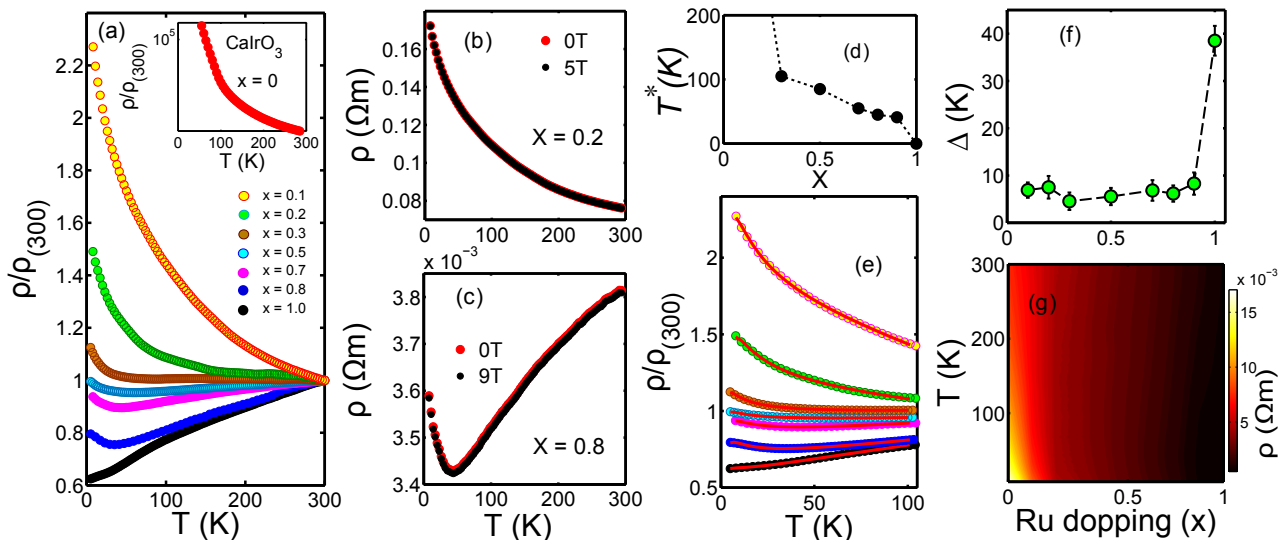 (a)
10^5
CaIrO_3
x = 0
ρ/ρ_(300)
0
100
200
300
T (K)
2.2
2
1.8
1.6
1.4
1.2
1
0.8
0.6
ρ/ρ_(300)
x = 0.1
x = 0.2
x = 0.3
x = 0.5
x = 0.7
x = 0.8
x = 1.0
0
100
200
300
T (K)
(b)
0T
5T
X = 0.2
ρ (Ωm)
0.16
0.14
0.12
0.1
0.08
0
100
200
300
x 10^-3
(c)
0T
9T
X = 0.8
ρ (Ωm)
3.8
3.7
3.6
3.5
3.4
0
100
200
300
T (K)
(d)
T* (K)
200
100
0
0
0.5
1
X
(e)
ρ/ρ_(300)
2
1.5
1
0.5
0
50
100
T (K)
(f)
Δ (K)
40
30
20
10
0
0
0.5
1
(g)
T (K)
300
200
100
0
0.5
1
Ru dopping (x)
x 10^-3
15
10
5
ρ (Ωm)